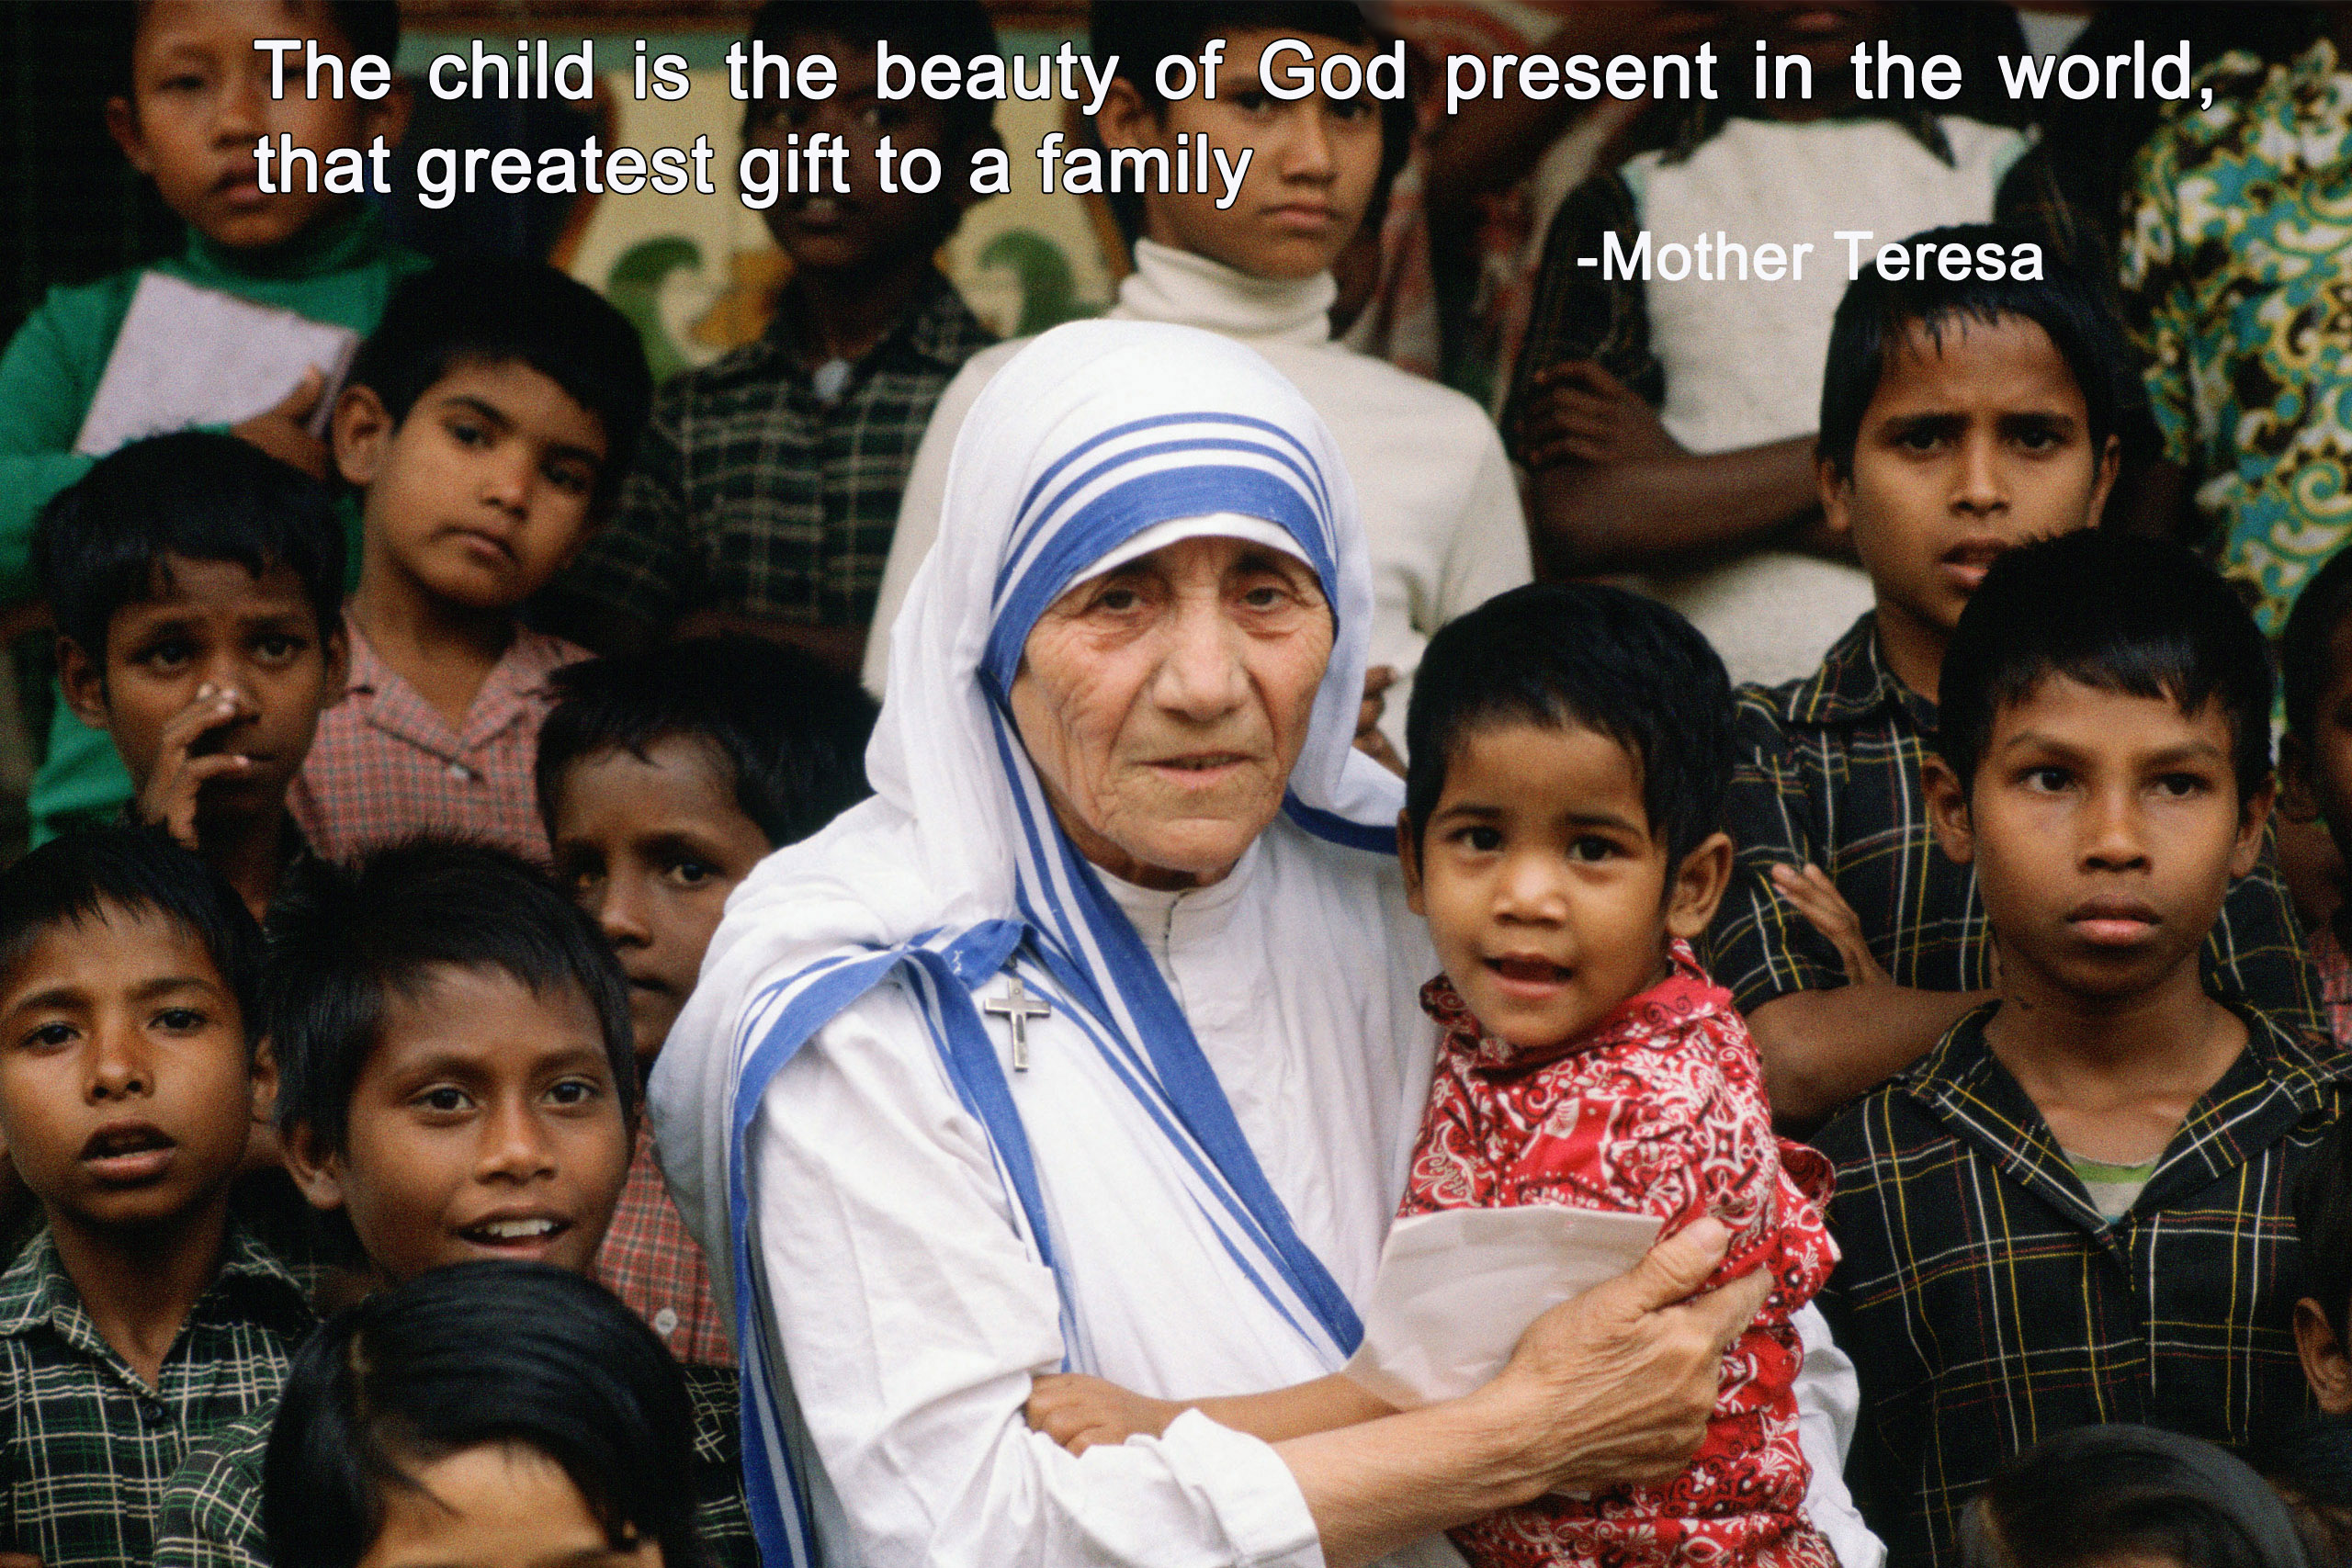 The child is the beauty of God present in the world,
that greatest gift to a family
-Mother Teresa